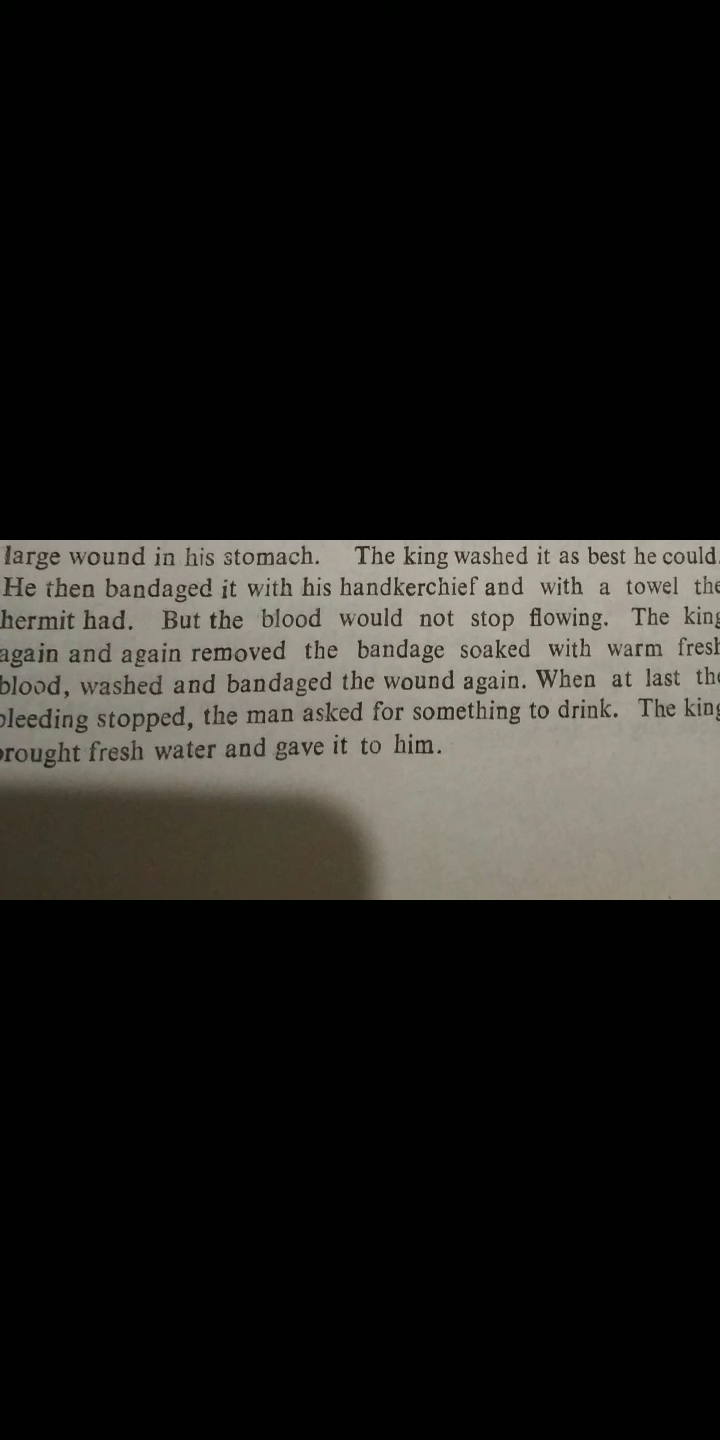 large wound in his stomach. The king washed it as best he could.
He then bandaged it with his handkerchief and with a towel the
hermit had. But the blood would not stop flowing. The king
again and again removed the bandage soaked with warm fresh
blood, washed and bandaged the wound again. When at last the
bleeding stopped, the man asked for something to drink. The king
brought fresh water and gave it to him.